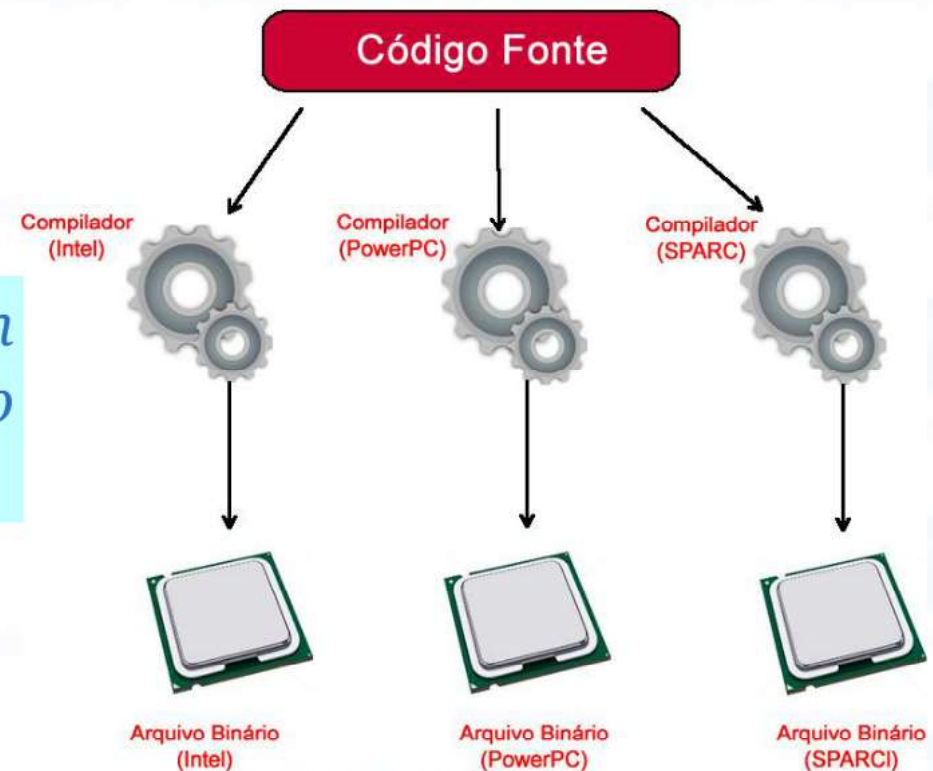 Código Fonte
Compilador
(Intel)
Compilador
(PowerPC)
Compilador
(SPARC)
Arquivo Binário
(Intel)
Arquivo Binário
(PowerPC)
Arquivo Binário
(SPARCI)